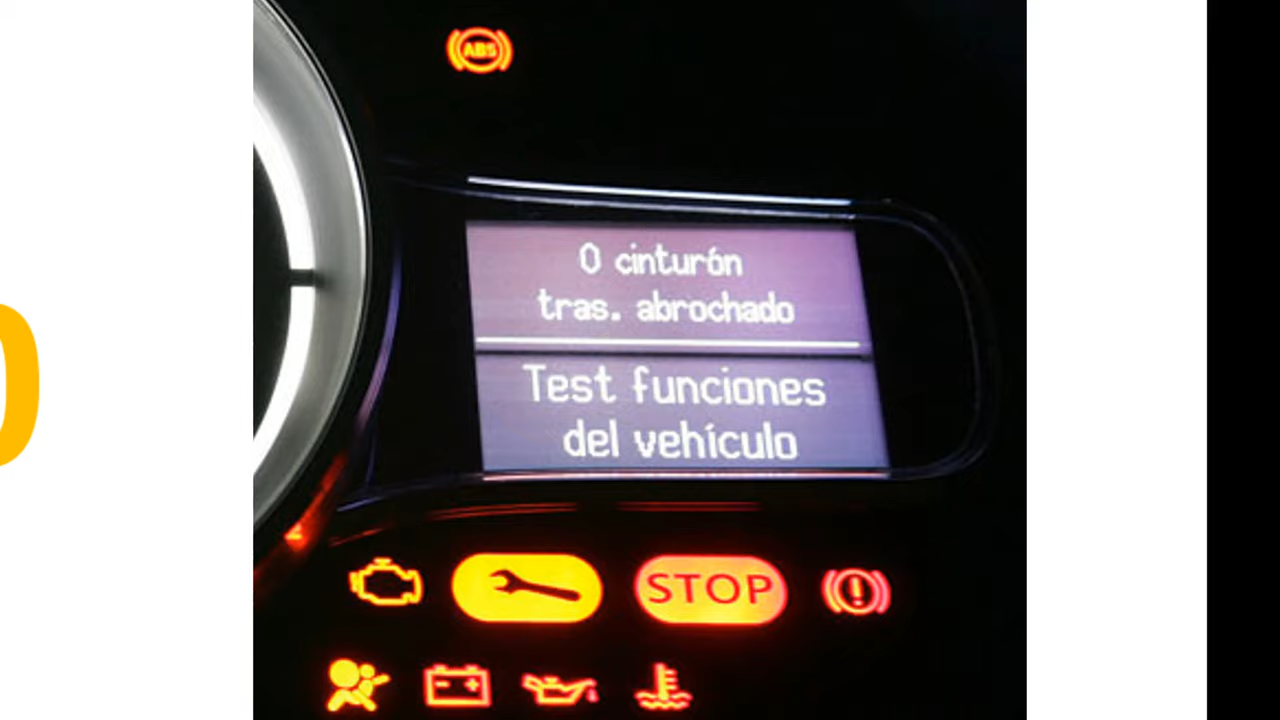 ABS
0 cinturón
tras. abrochado
Test funciones
del vehículo
STOP